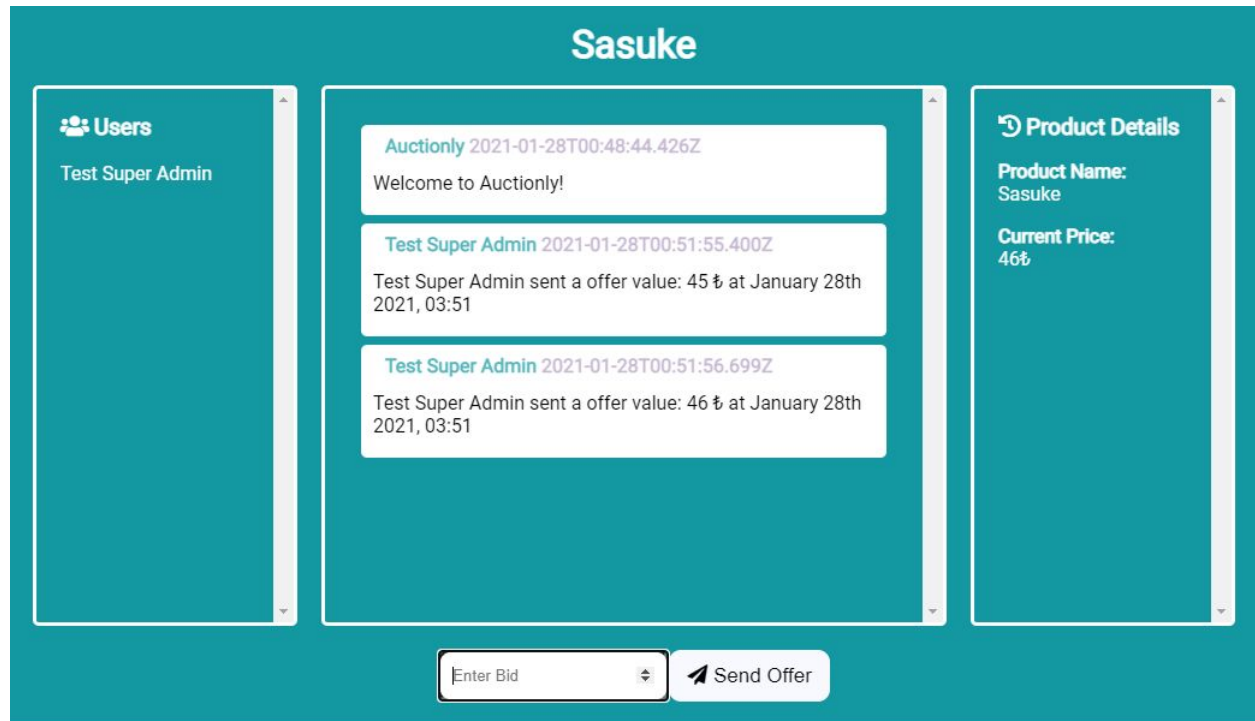 Sasuke
Users
Test Super Admin
Auctionly 2021-01-28T00:48:44.426Z
Welcome to Auctionly!
Test Super Admin 2021-01-28T00:51:55.400Z
Test Super Admin sent a offer value: 45 ₺ at January 28th
2021, 03:51
Test Super Admin 2021-01-28T00:51:56.699Z
Test Super Admin sent a offer value: 46 ₺ at January 28th
2021, 03:51
Product Details
Product Name:
Sasuke
Current Price:
46₺
Enter Bid
Send Offer